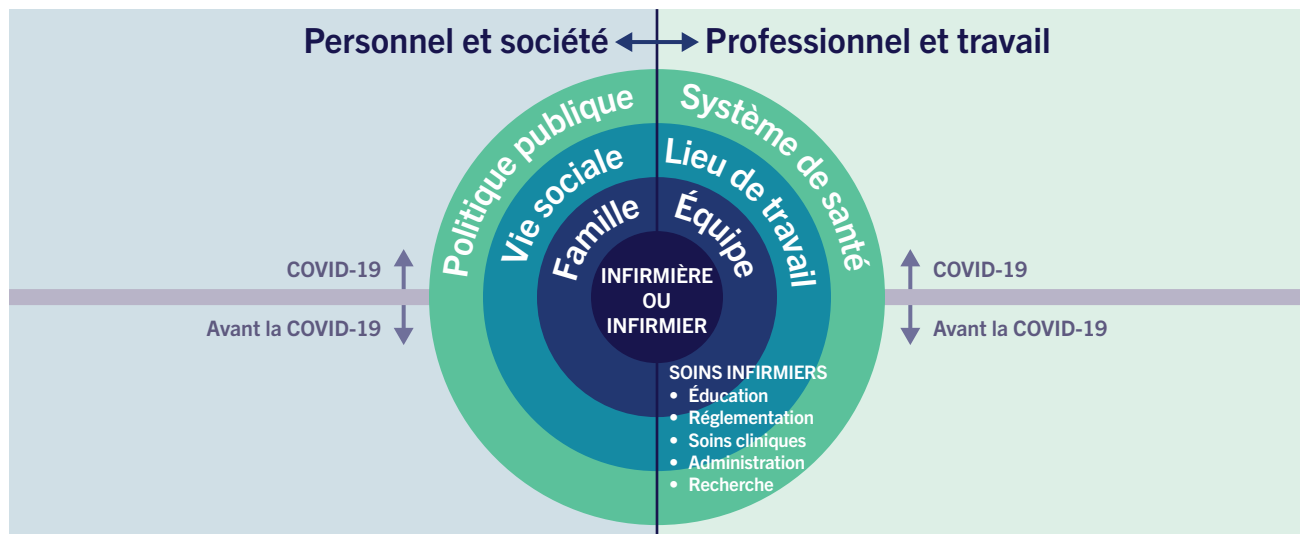 Personnel et société
Professionnel et travail
Politique publique
Système de santé
Vie sociale
Lieu de travail
Famille
Équipe
INFIRMIÈRE
OU
INFIRMIER
COVID-19
Avant la COVID-19
COVID-19
Avant la COVID-19
SOINS INFIRMIERS
• Éducation
• Réglementation
• Soins cliniques
• Administration
• Recherche